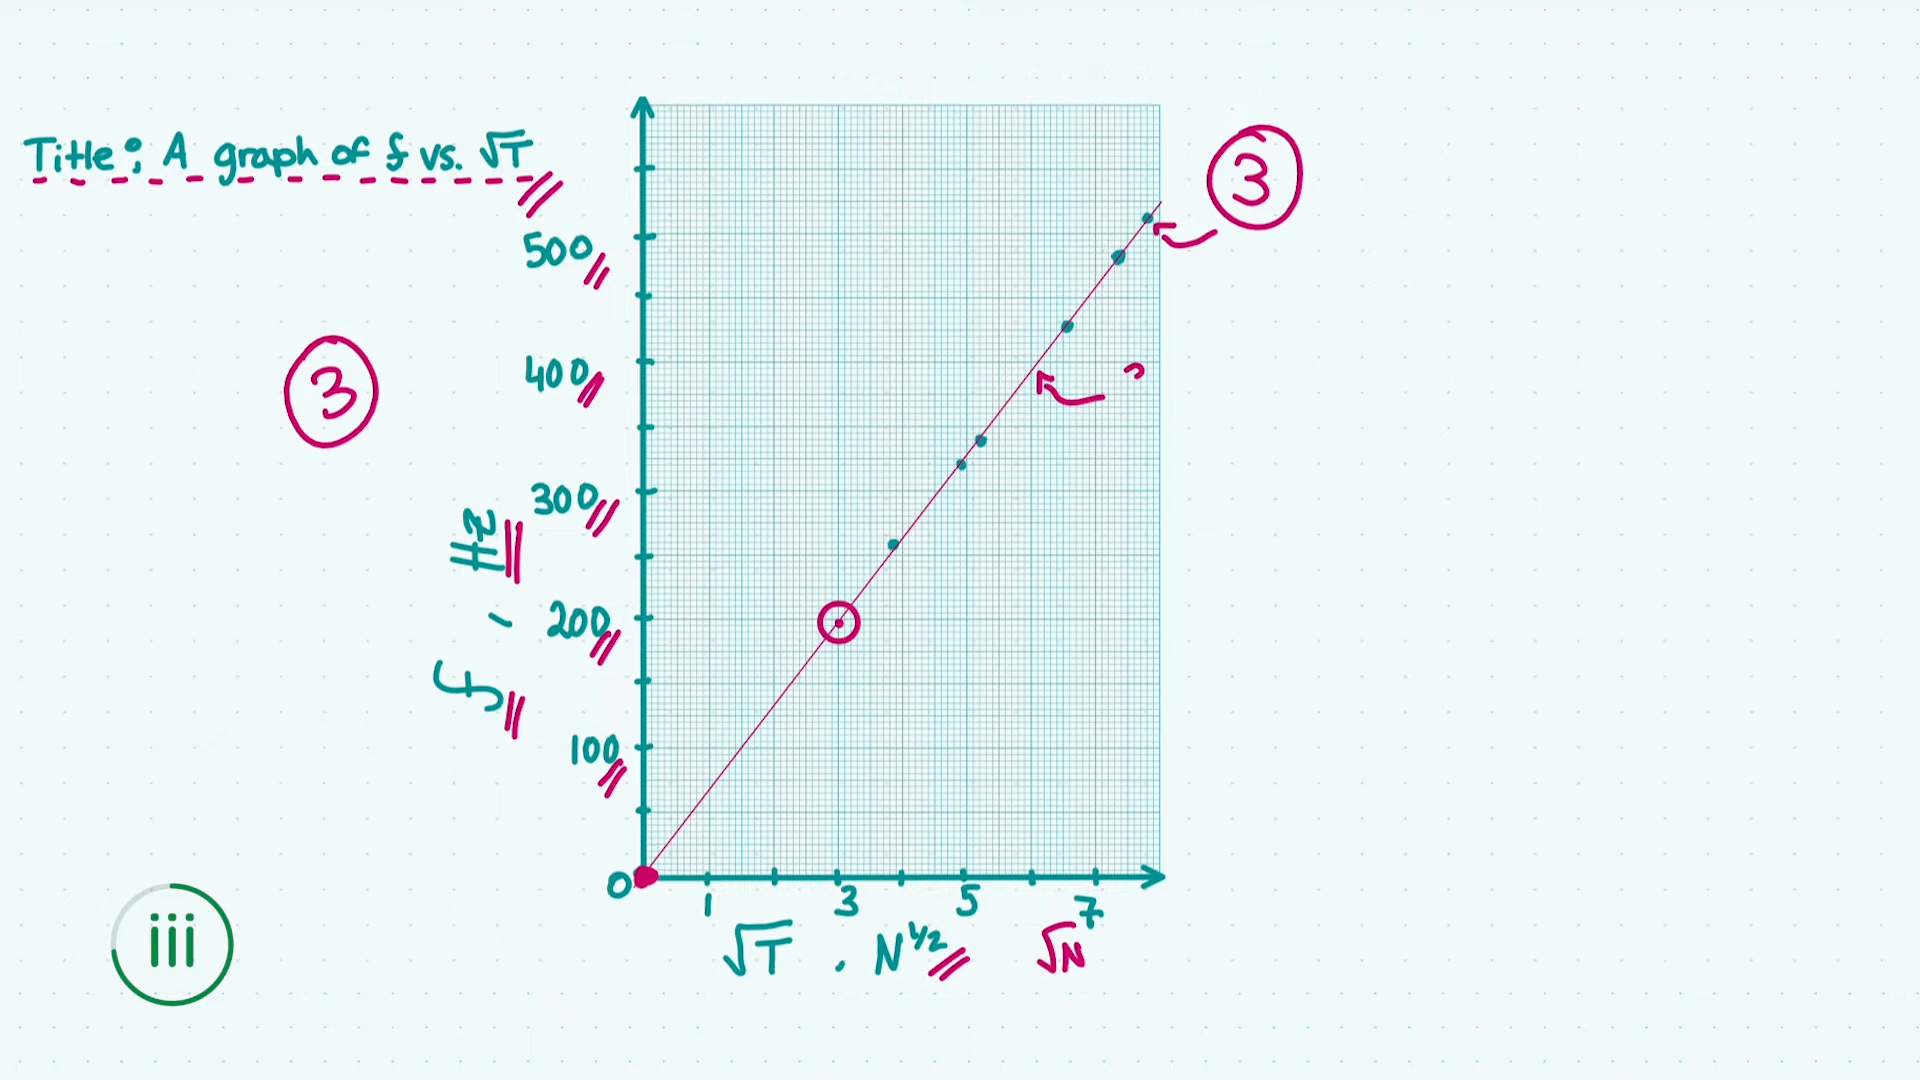 Title: A graph of f vs. √T
3
500
3
400
300
f, Hz
200
100
0
1 3 5 7
√T, N^1/2 √N
iii